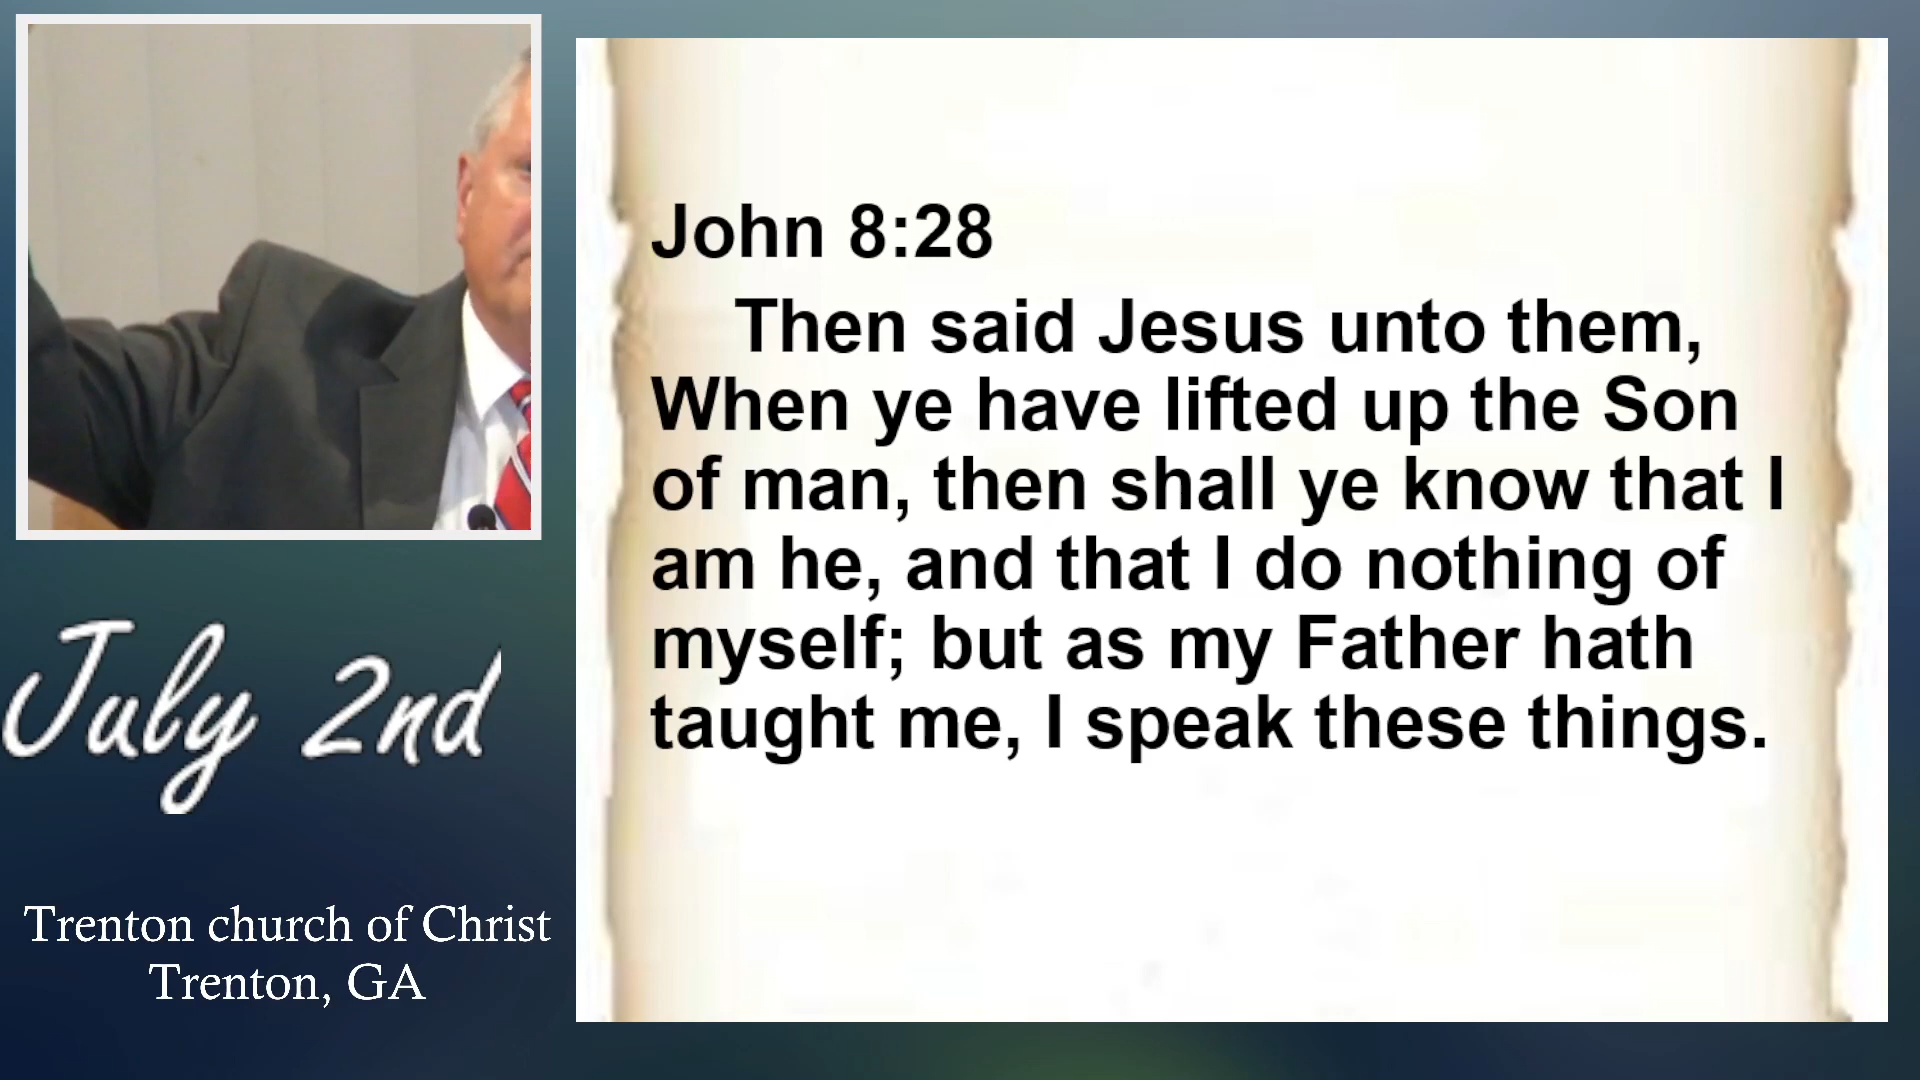 John 8:28
Then said Jesus unto them,
When ye have lifted up the Son
of man, then shall ye know that I
am he, and that I do nothing of
myself; but as my Father hath
taught me, I speak these things.
July 2nd
Trenton church of Christ
Trenton, GA